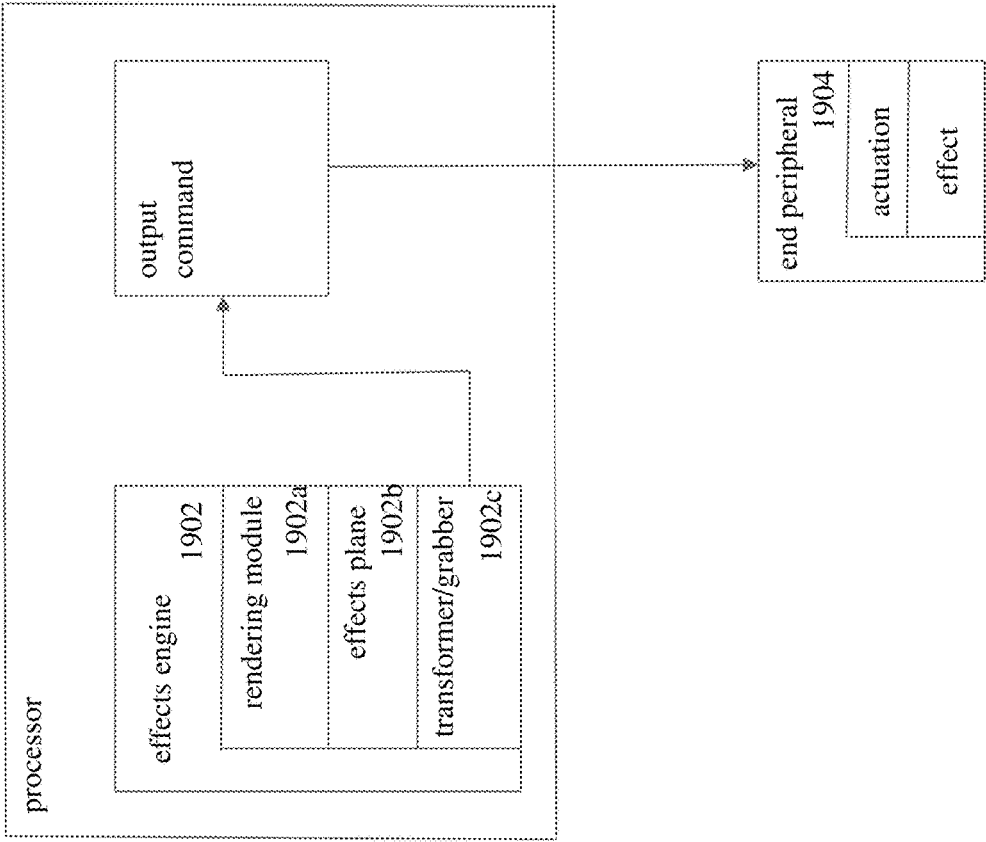 processor
effects engine
1902
rendering module
1902a
effects plane
1902b
transformer/grabber
1902c
output
command
end peripheral
1904
actuation
effect